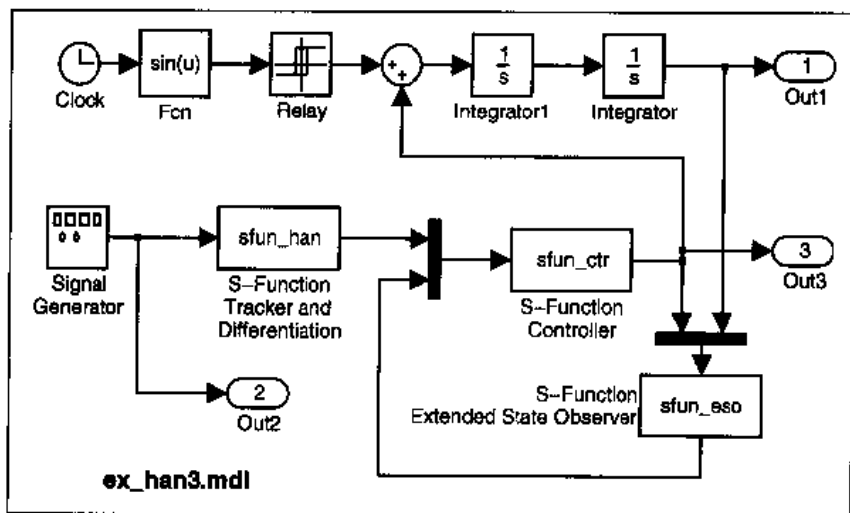 Clock
sin(u)
Fcn
Relay
+
+
1
s
Integrator1
1
s
Integrator
1
Out1
Signal
Generator
sfun_han
S-Function
Tracker and
Differentiation
sfun_ctr
S-Function
Controller
3
Out3
2
Out2
S-Function
Extended State Observer
sfun_eso
ex_han3.mdl